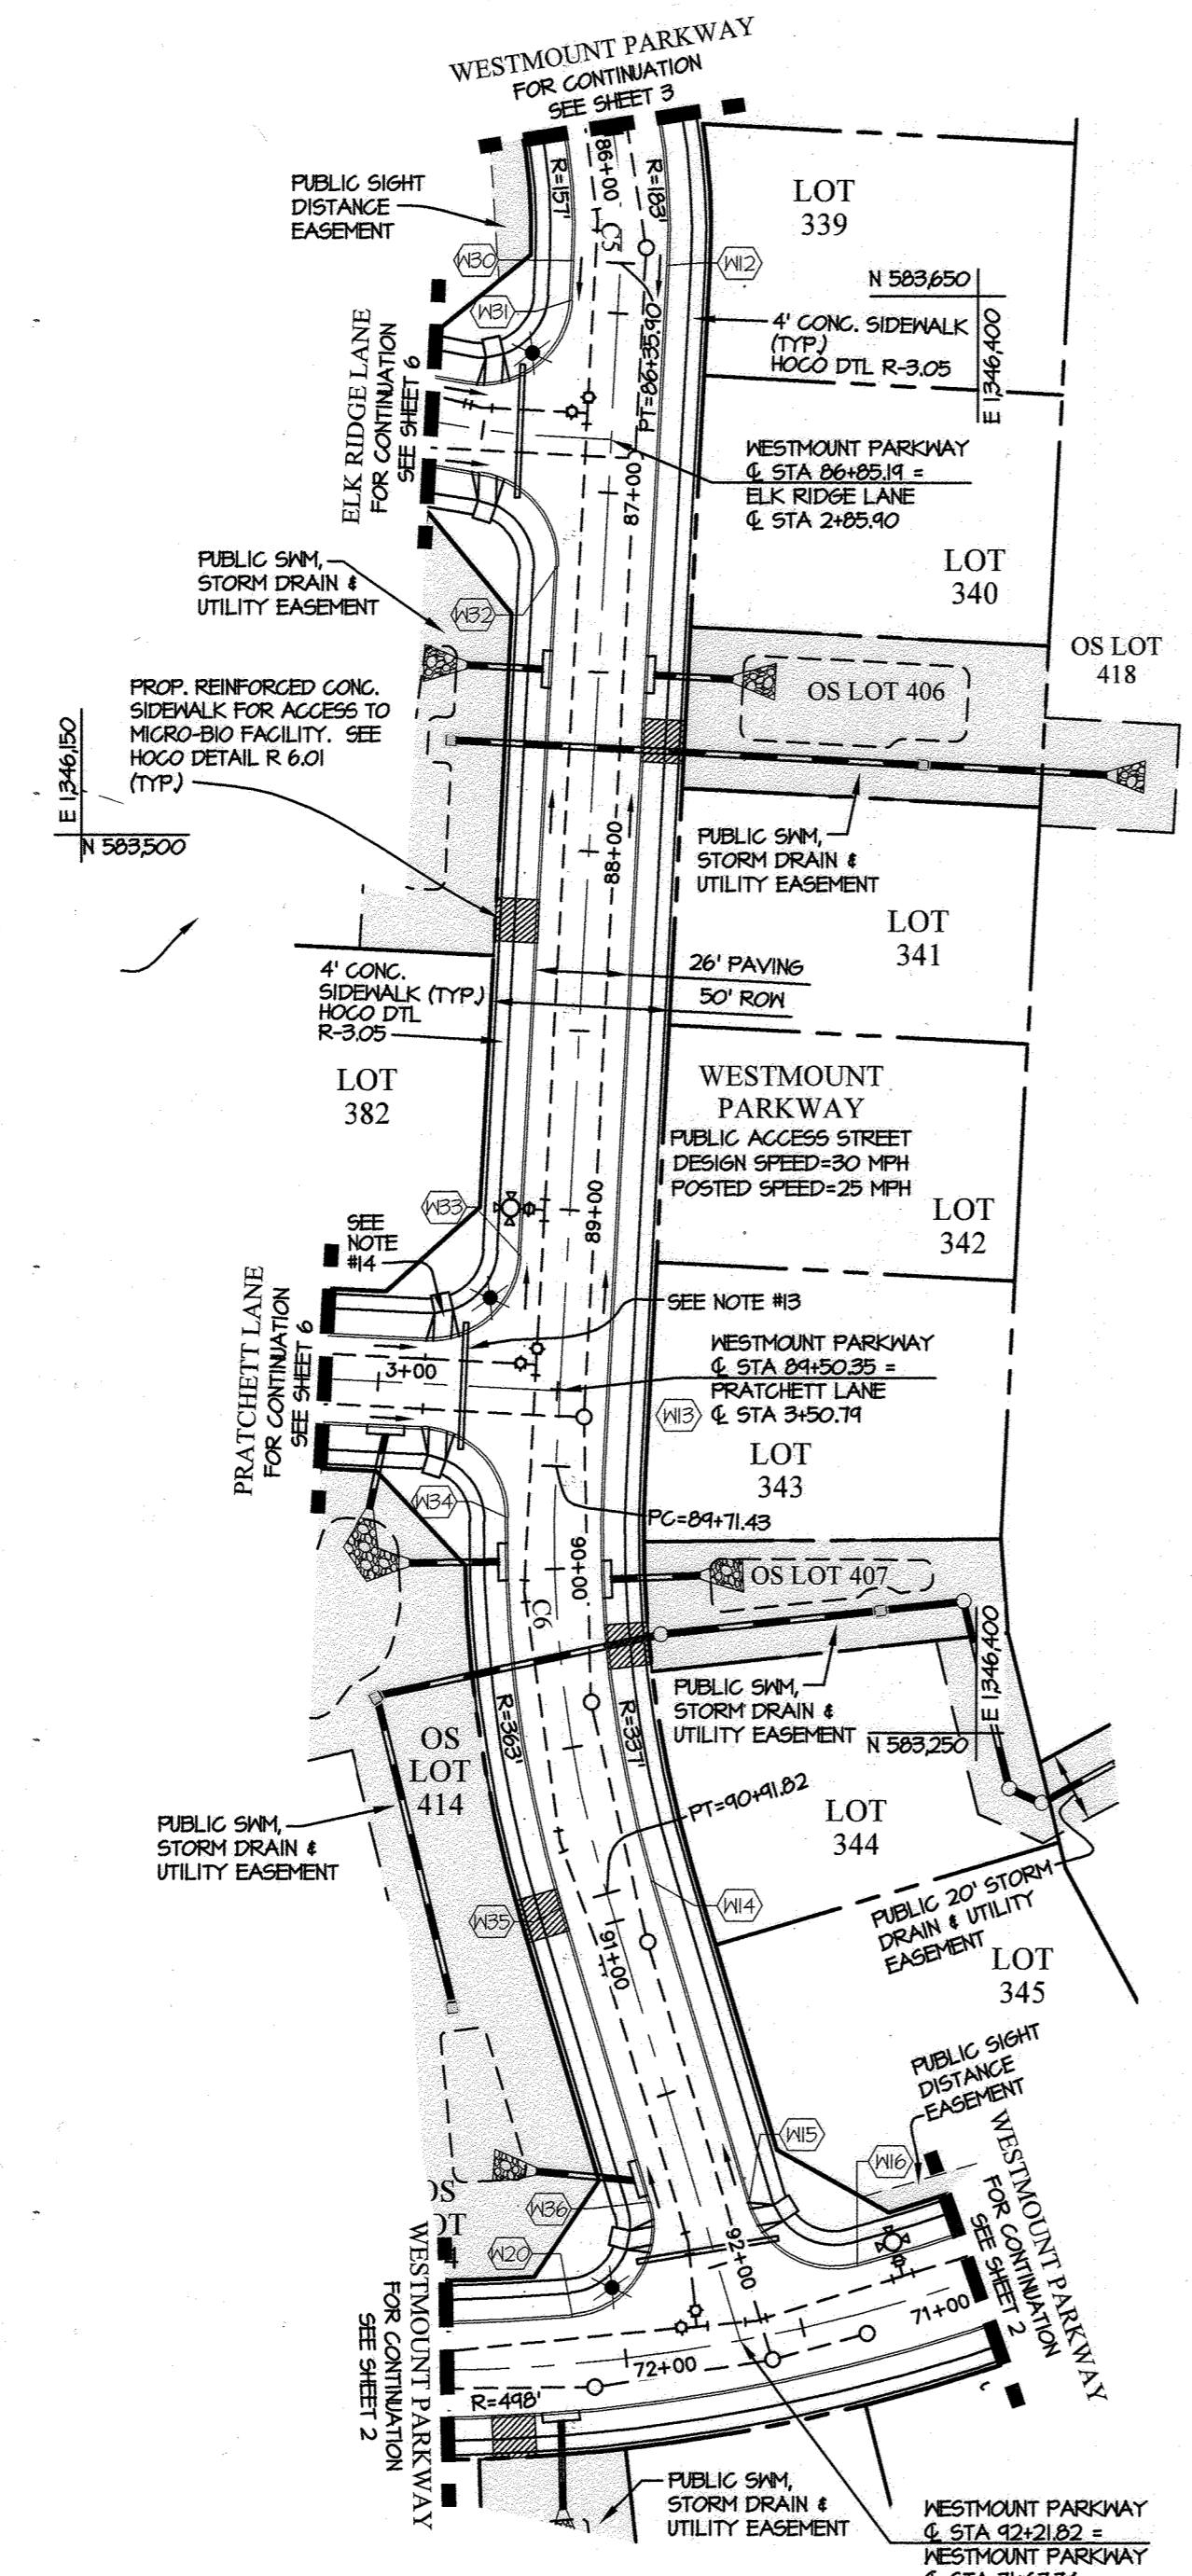 WESTMOUNT PARKWAY
FOR CONTINUATION
SEE SHEET 3
PUBLIC SIGHT
DISTANCE
EASEMENT
R=157'
86+00
C5
R=183'
LOT
339
W30
W12
W31
N 583,650
E 1,346,400
4' CONC. SIDEWALK
(TYP.)
HOCO DTL R-3.05
PT=86+35.90
ELK RIDGE LANE
FOR CONTINUATION
SEE SHEET 6
WESTMOUNT PARKWAY
℄ STA 86+85.19 =
ELK RIDGE LANE
℄ STA 2+85.90
87+00
PUBLIC SWM,
STORM DRAIN &
UTILITY EASEMENT
LOT
340
W32
OS LOT
418
OS LOT 406
PROP. REINFORCED CONC.
SIDEWALK FOR ACCESS TO
MICRO-BIO FACILITY. SEE
HOCO DETAIL R 6.01
(TYP.)
E 1,346,150
N 583,500
88+00
PUBLIC SWM,
STORM DRAIN &
UTILITY EASEMENT
LOT
341
26' PAVING
50' ROW
4' CONC.
SIDEWALK (TYP.)
HOCO DTL
R-3.05
LOT
382
WESTMOUNT
PARKWAY
PUBLIC ACCESS STREET
DESIGN SPEED=30 MPH
POSTED SPEED=25 MPH
W33
89+00
LOT
342
SEE
NOTE
#14
PRATCHETT LANE
FOR CONTINUATION
SEE SHEET 6
SEE NOTE #13
3+00
WESTMOUNT PARKWAY
℄ STA 89+50.35 =
PRATCHETT LANE
℄ STA 3+50.79
W13
LOT
343
W34
PC=89+71.43
90+00
OS LOT 407
C6
E 1,346,400
N 583,250
PUBLIC SWM,
STORM DRAIN &
UTILITY EASEMENT
R=363'
R=337'
OS
LOT
414
PT=90+91.82
LOT
344
PUBLIC SWM,
STORM DRAIN &
UTILITY EASEMENT
W14
W35
PUBLIC 20' STORM
DRAIN & UTILITY
EASEMENT
91+00
LOT
345
PUBLIC SIGHT
DISTANCE
EASEMENT
W15
W16
W36
W20
OS
OT
4
92+00
WESTMOUNT PARKWAY
FOR CONTINUATION
SEE SHEET 2
WESTMOUNT PARKWAY
FOR CONTINUATION
SEE SHEET 2
71+00
72+00
R=498'
PUBLIC SWM,
STORM DRAIN &
UTILITY EASEMENT
WESTMOUNT PARKWAY
℄ STA 92+21.82 =
WESTMOUNT PARKWAY
℄ STA